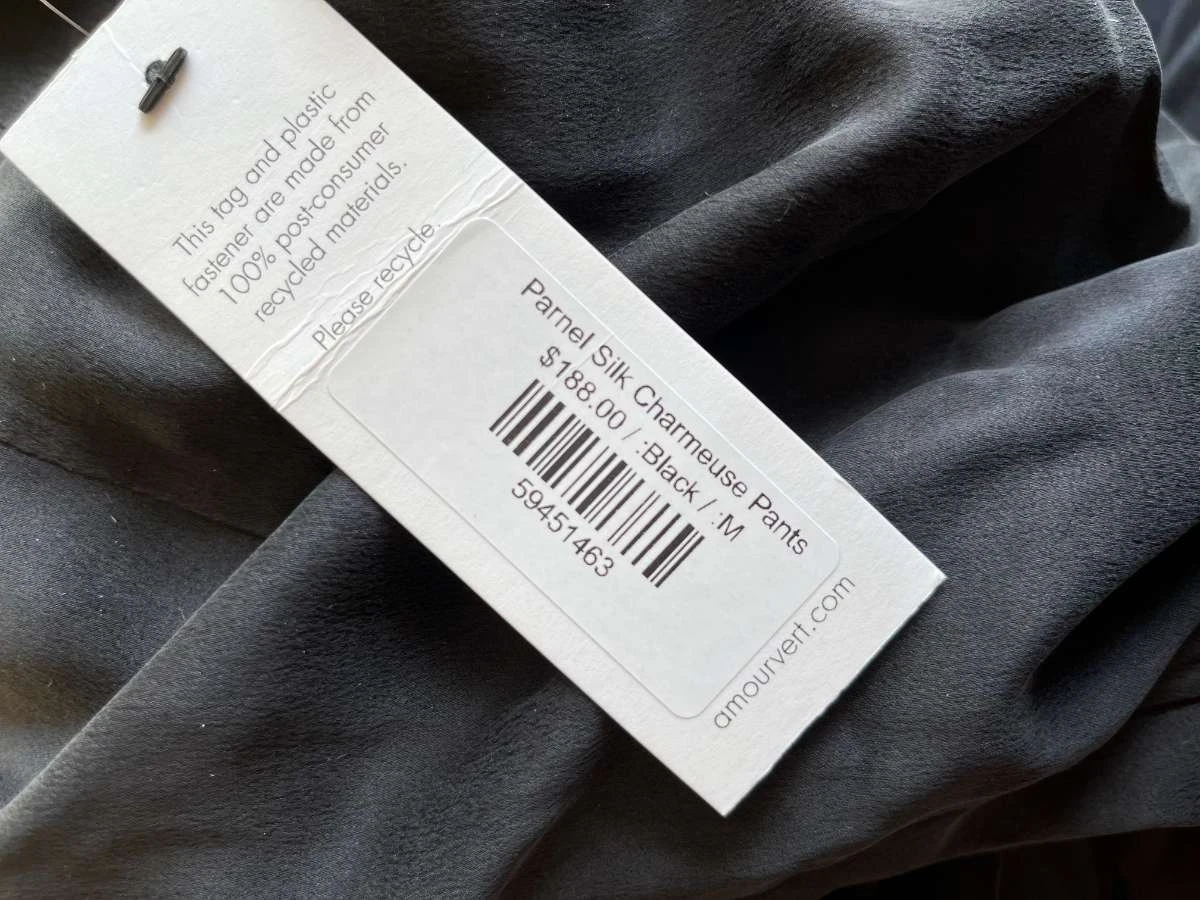 This tag and plastic
fastener are made from
100% post-consumer
recycled materials.
Please recycle.
Parnel Silk Charmeuse Pants
$188.00 / :Black / :M
59451463
amourvert.com